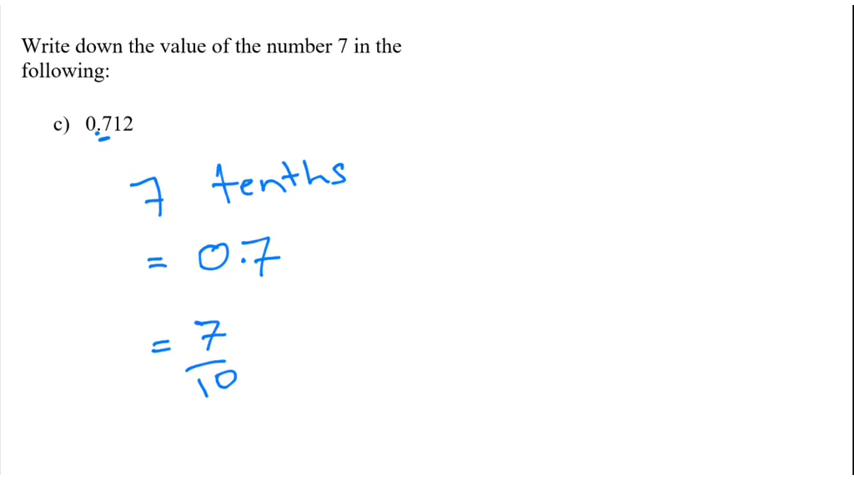 Write down the value of the number 7 in the
following:
c) 0.712
7 tenths
= 0.7
= 7
10